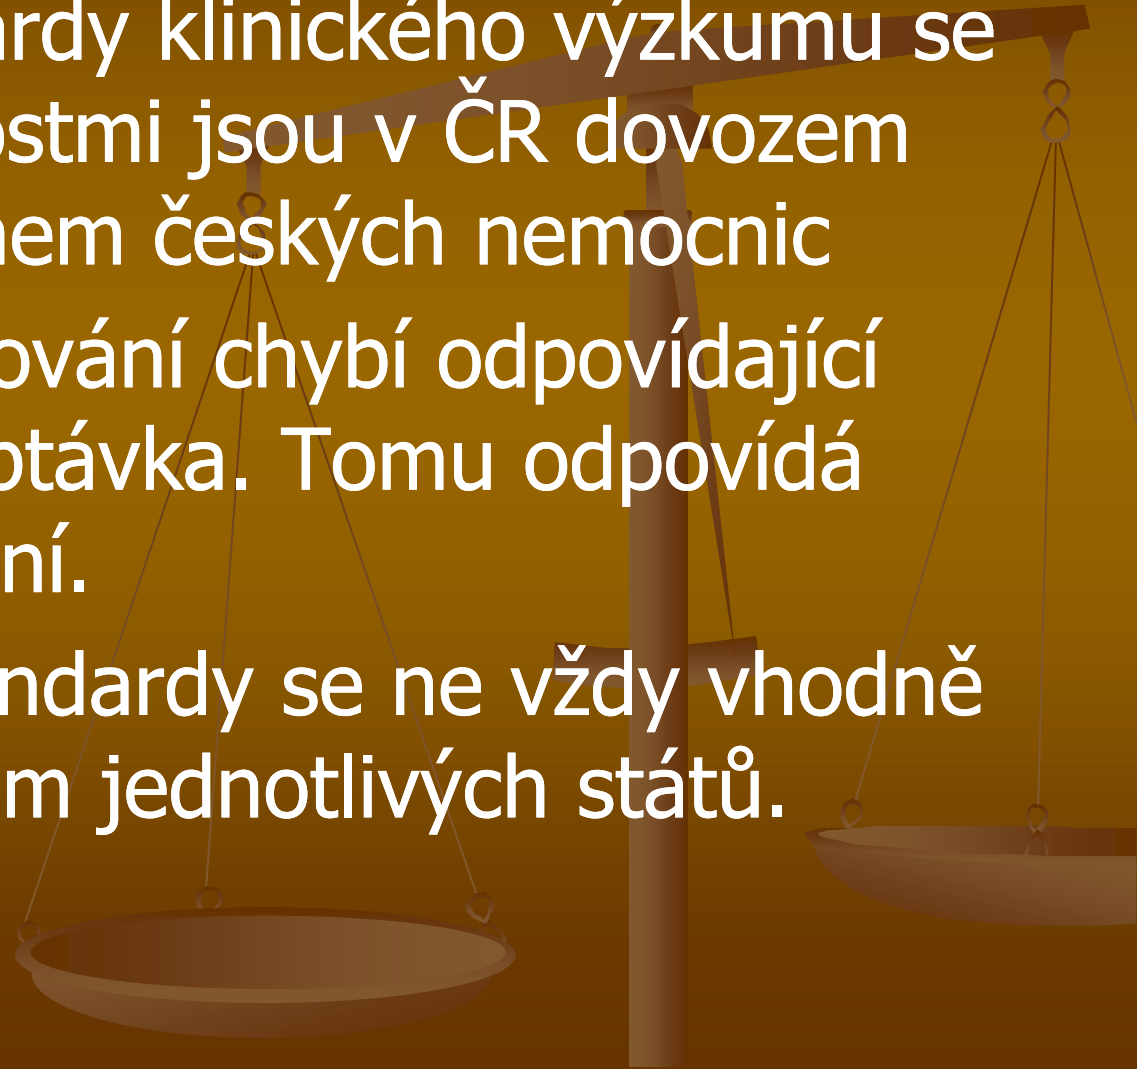 ardy klinického výzkumu se
ostmi jsou v ČR dovozem
nem českých nemocnic
ování chybí odpovídající
ptávka. Tomu odpovídá
ní.
ndardy se ne vždy vhodně
m jednotlivých států.